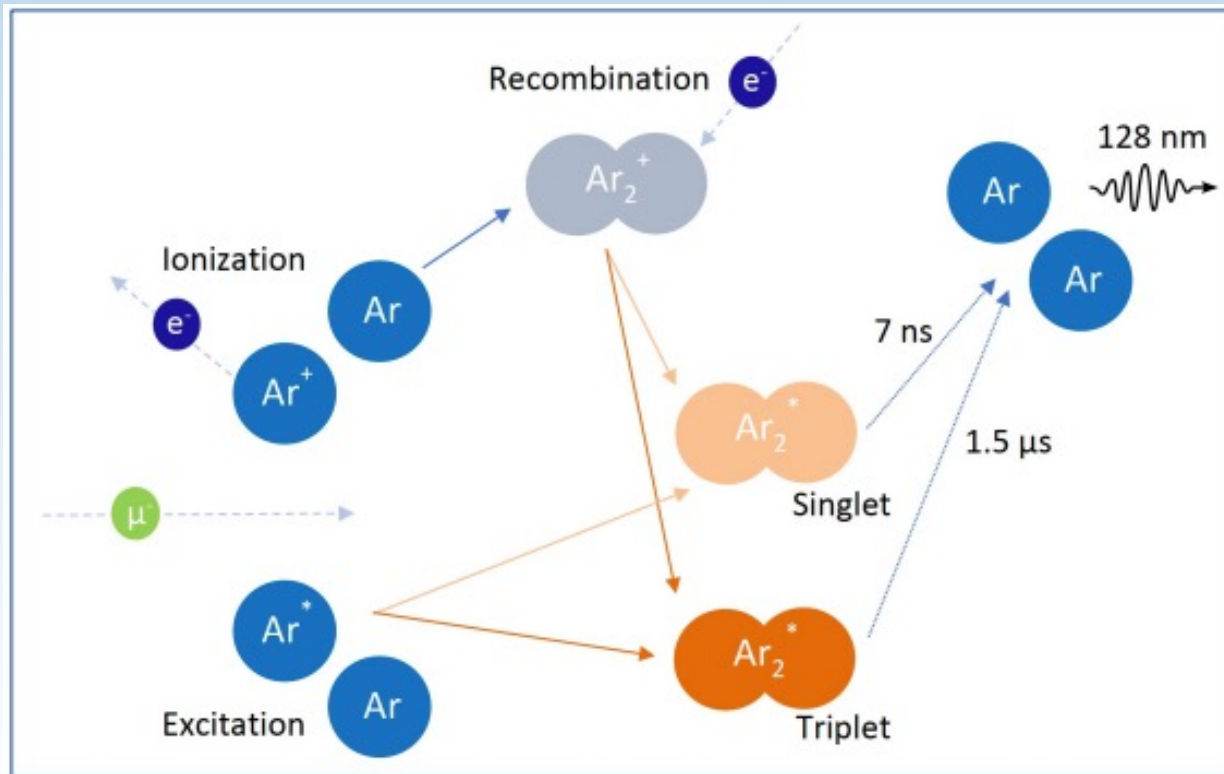 Recombination
e⁻
128 nm
Ar₂⁺
Ar
Ionization
Ar
Ar
e⁻
7 ns
Ar⁺
Ar₂*
1.5 µs
Singlet
µ⁻
Ar*
Ar₂*
Ar
Excitation
Triplet